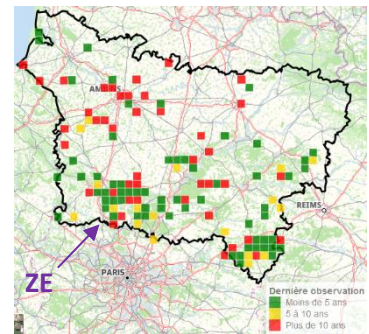 AMIENS
REIMS
ZE
PARIS
Dernière observation
Moins de 5 ans
5 à 10 ans
Plus de 10 ans